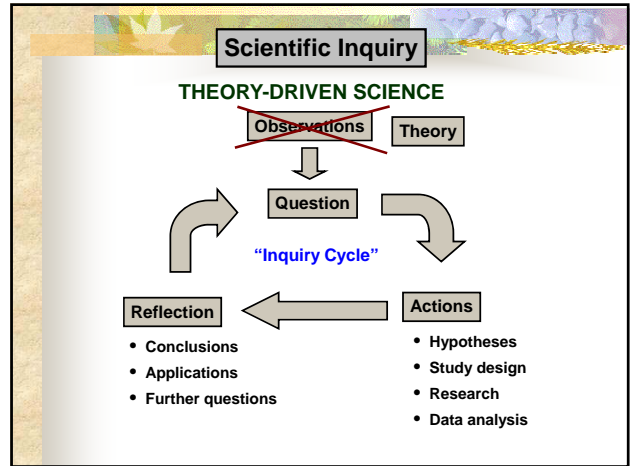 Scientific Inquiry
THEORY-DRIVEN SCIENCE
Observations
Theory
Question
“Inquiry Cycle”
Reflection
• Conclusions
• Applications
• Further questions
Actions
• Hypotheses
• Study design
• Research
• Data analysis